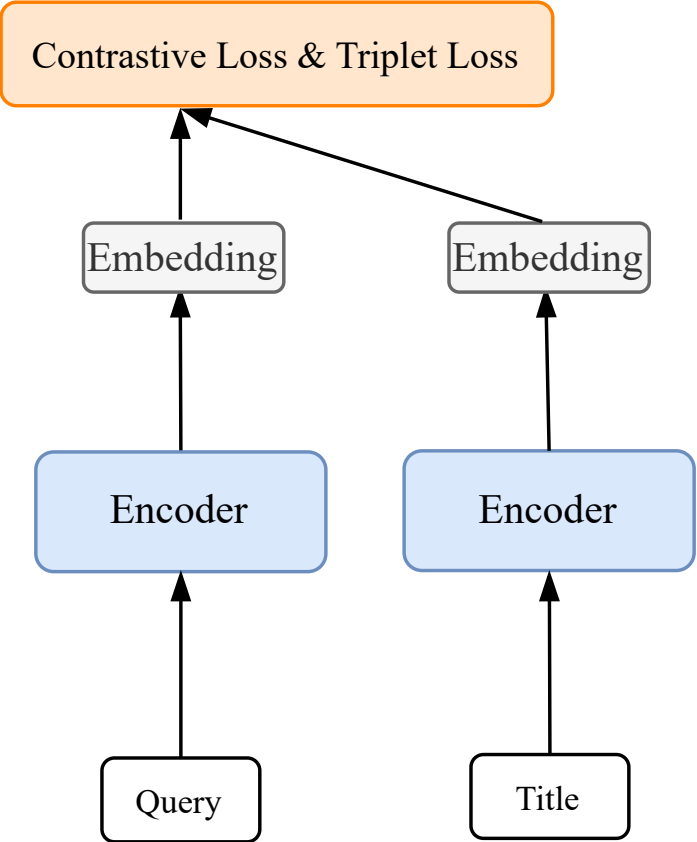 Contrastive Loss & Triplet Loss
Embedding
Embedding
Encoder
Encoder
Query
Title